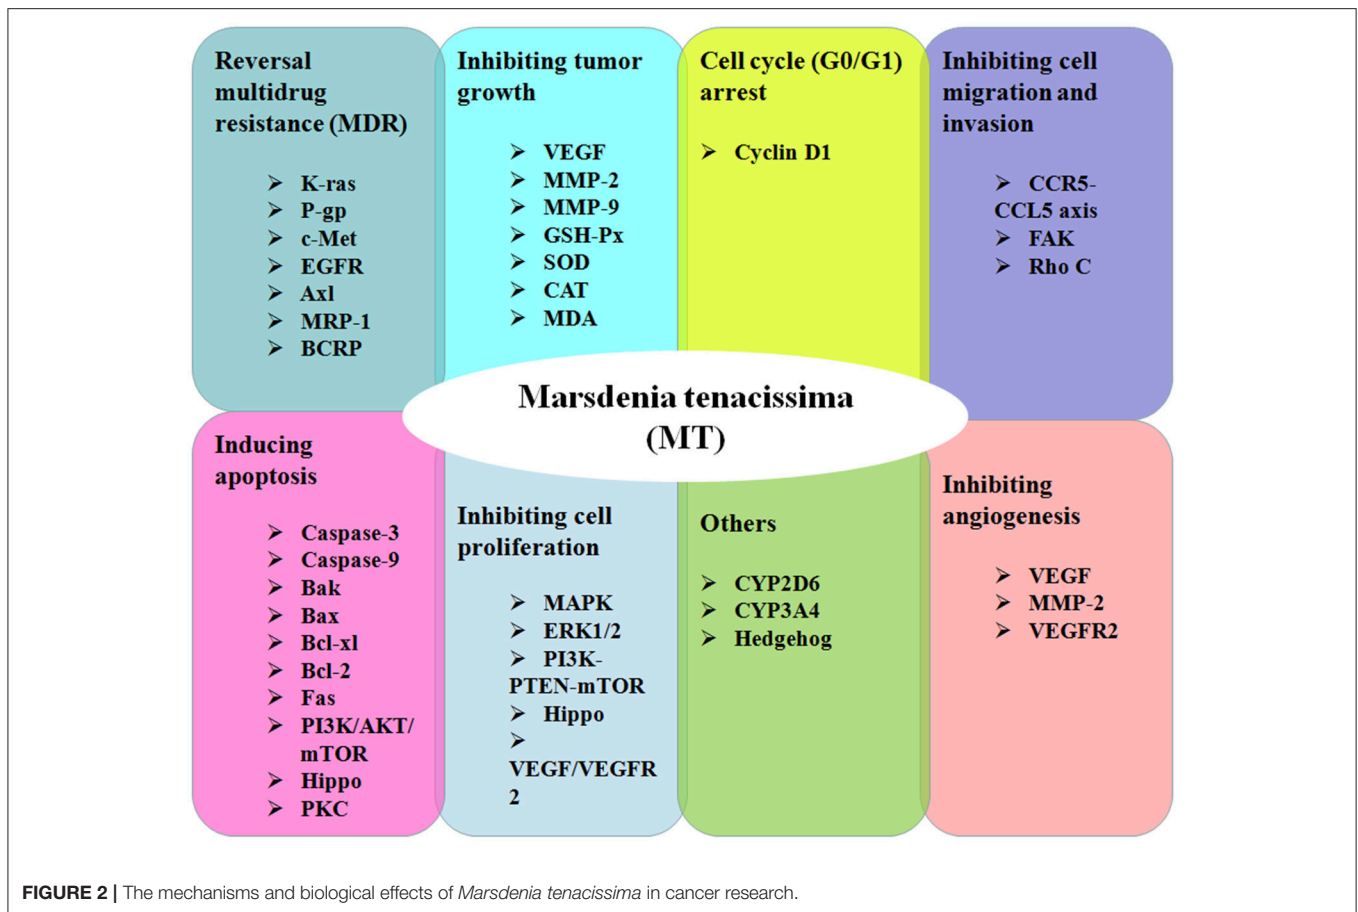 Reversal
multidrug
resistance (MDR)
➢ K-ras
➢ P-gp
➢ c-Met
➢ EGFR
➢ Axl
➢ MRP-1
➢ BCRP
Inhibiting tumor
growth
➢ VEGF
➢ MMP-2
➢ MMP-9
➢ GSH-Px
➢ SOD
➢ CAT
➢ MDA
Cell cycle (G0/G1)
arrest
➢ Cyclin D1
Inhibiting cell
migration and
invasion
➢ CCR5-
CCL5 axis
➢ FAK
➢ Rho C
Marsdenia tenacissima
(MT)
Inducing
apoptosis
➢ Caspase-3
➢ Caspase-9
➢ Bak
➢ Bax
➢ Bcl-xl
➢ Bcl-2
➢ Fas
➢ PI3K/AKT/
mTOR
➢ Hippo
➢ PKC
Inhibiting cell
proliferation
➢ MAPK
➢ ERK1/2
➢ PI3K-
PTEN-mTOR
➢ Hippo
➢
VEGF/VEGFR
2
Others
➢ CYP2D6
➢ CYP3A4
➢ Hedgehog
Inhibiting
angiogenesis
➢ VEGF
➢ MMP-2
➢ VEGFR2
FIGURE 2 | The mechanisms and biological effects of Marsdenia tenacissima in cancer research.